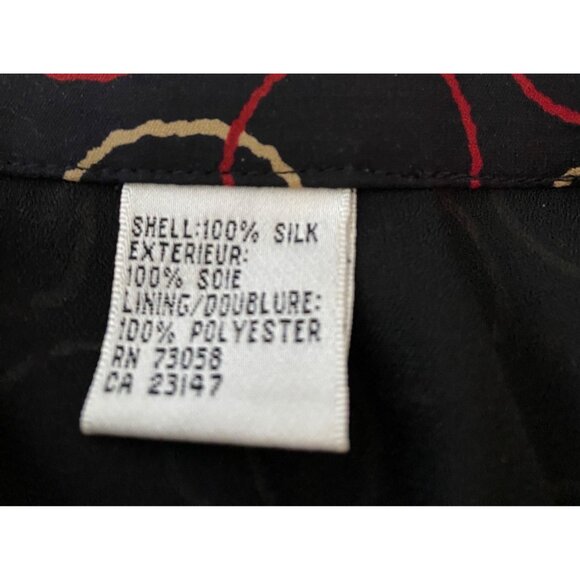 SHELL:100% SILK
EXTERIEUR:
100% SOIE
LINING/DOUBLURE:
100% POLYESTER
RN 73058
CA 23147